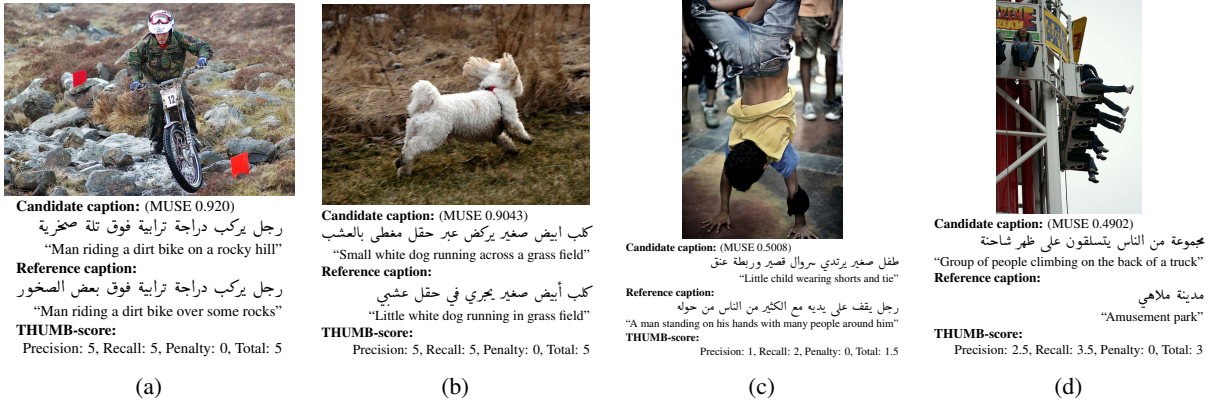 12
Candidate caption: (MUSE 0.920)
رجل يركب دراجة ترابية فوق تلة صخرية
“Man riding a dirt bike on a rocky hill”
Reference caption:
رجل يركب دراجة ترابية فوق بعض الصخور
“Man riding a dirt bike over some rocks”
THUMB-score:
Precision: 5, Recall: 5, Penalty: 0, Total: 5
(a)
Candidate caption: (MUSE 0.9043)
كلب ابيض صغير يركض عبر حقل مغطى بالعشب
“Small white dog running across a grass field”
Reference caption:
كلب أبيض صغير يجري في حقل عشبي
“Little white dog running in grass field”
THUMB-score:
Precision: 5, Recall: 5, Penalty: 0, Total: 5
(b)
Candidate caption: (MUSE 0.5008)
طفل صغير يرتدي سروال قصير وربطة عنق
“Little child wearing shorts and tie”
Reference caption:
رجل يقف على يديه مع الكثير من الناس من حوله
“A man standing on his hands with many people around him”
THUMB-score:
Precision: 1, Recall: 2, Penalty: 0, Total: 1.5
(c)
Candidate caption: (MUSE 0.4902)
مجموعة من الناس يتسلقون على ظهر شاحنة
“Group of people climbing on the back of a truck”
Reference caption:
مدينة ملاهي
“Amusement park”
THUMB-score:
Precision: 2.5, Recall: 3.5, Penalty: 0, Total: 3
(d)